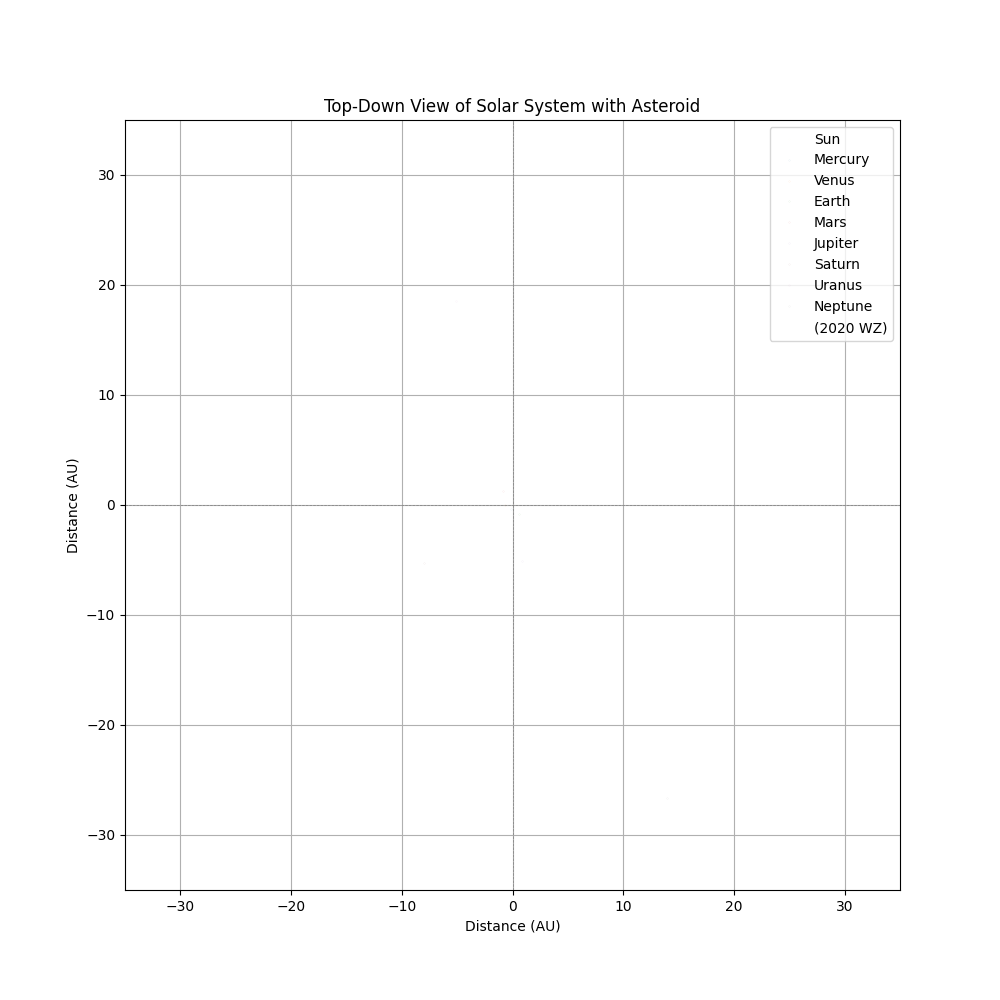 Top-Down View of Solar System with Asteroid
Sun
Mercury
Venus
Earth
Mars
Jupiter
Saturn
Uranus
Neptune
(2020 WZ)
30
20
10
0
−10
−20
−30
Distance (AU)
−30
−20
−10
0
10
20
30
Distance (AU)